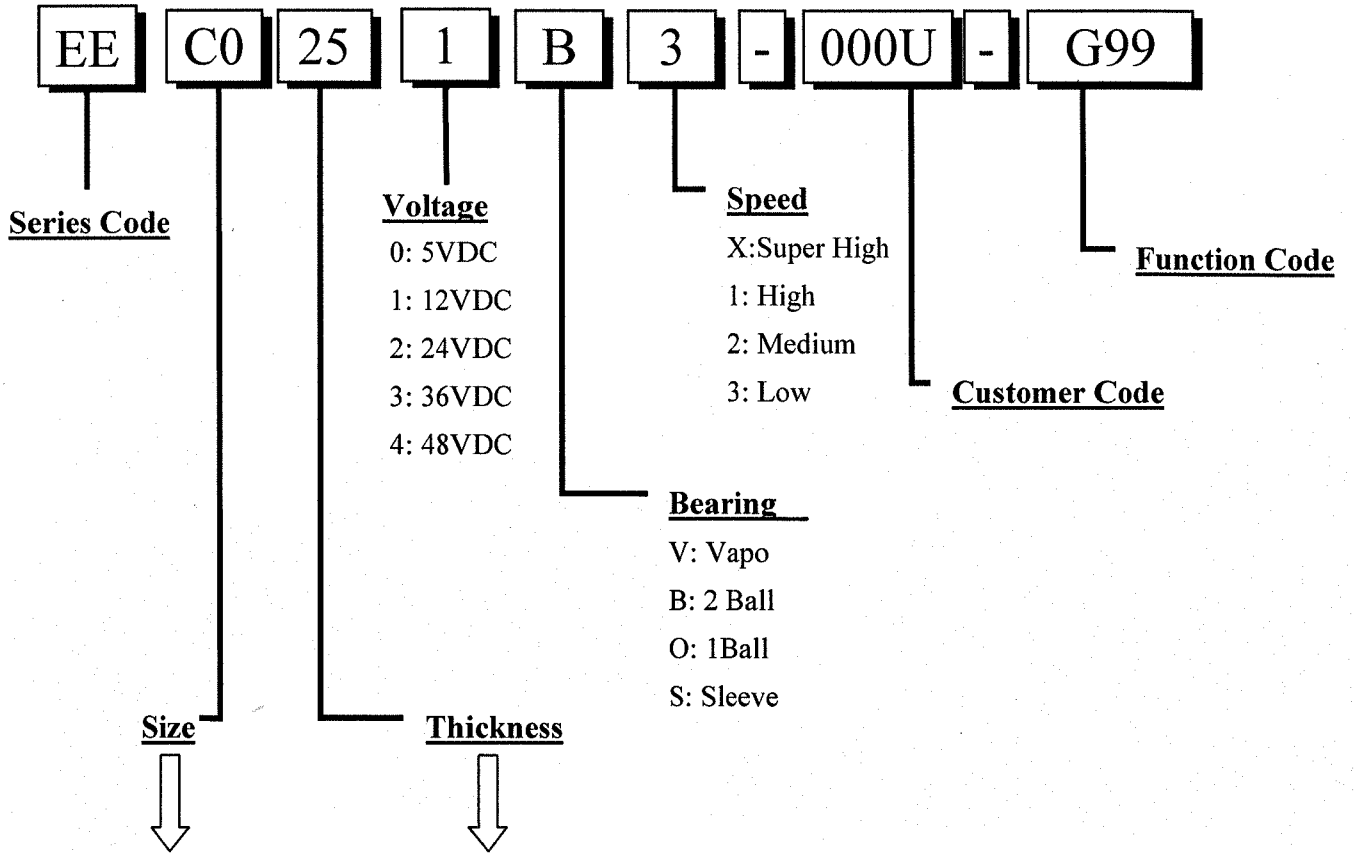 EE C0 25 1 B 3 - 000U - G99
Series Code
Voltage
0: 5VDC
1: 12VDC
2: 24VDC
3: 36VDC
4: 48VDC
Speed
X:Super High
1: High
2: Medium
3: Low
Function Code
Customer Code
Bearing
V: Vapo
B: 2 Ball
O: 1Ball
S: Sleeve
Size
Thickness